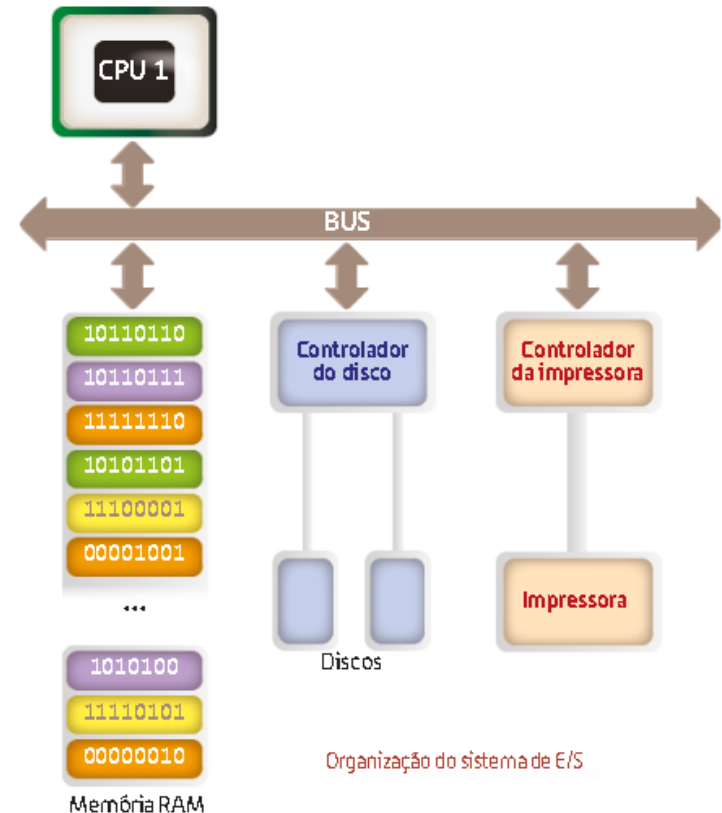 CPU 1
BUS
10110110
10110111
11111110
10101101
11100001
00001001
...
1010100
11110101
00000010
Memória RAM
Controlador
do disco
Discos
Controlador
da impressora
Impressora
Organização do sistema de E/S